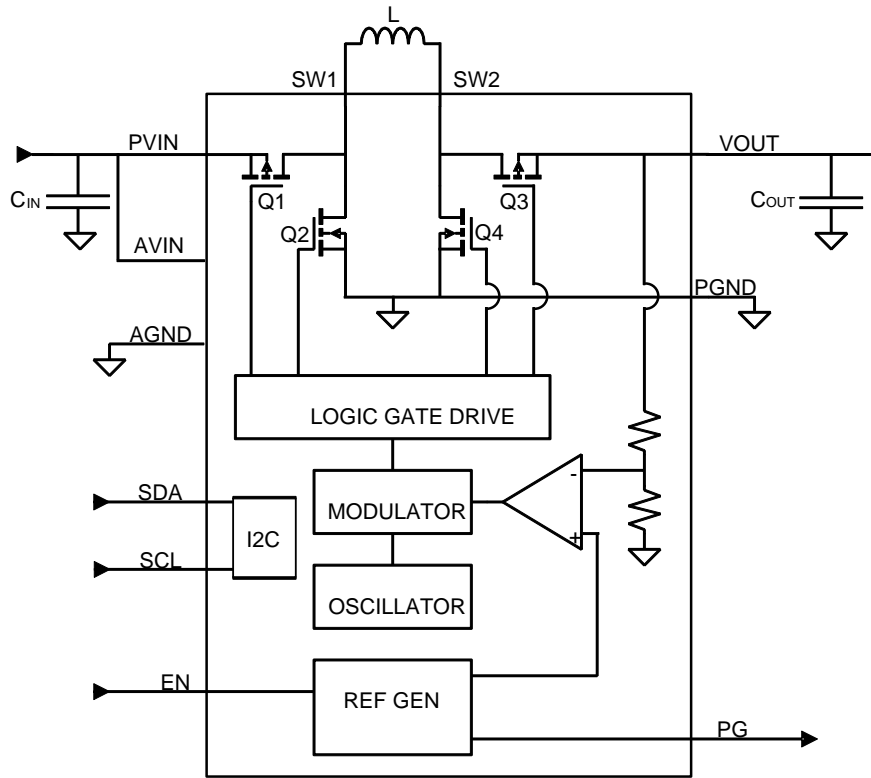 L
SW1 SW2
PVIN VOUT
CIN Q1 Q3 COUT
Q2 Q4
AVIN
PGND
AGND
LOGIC GATE DRIVE
-
SDA
MODULATOR
I2C +
SCL
OSCILLATOR
EN
REF GEN
PG